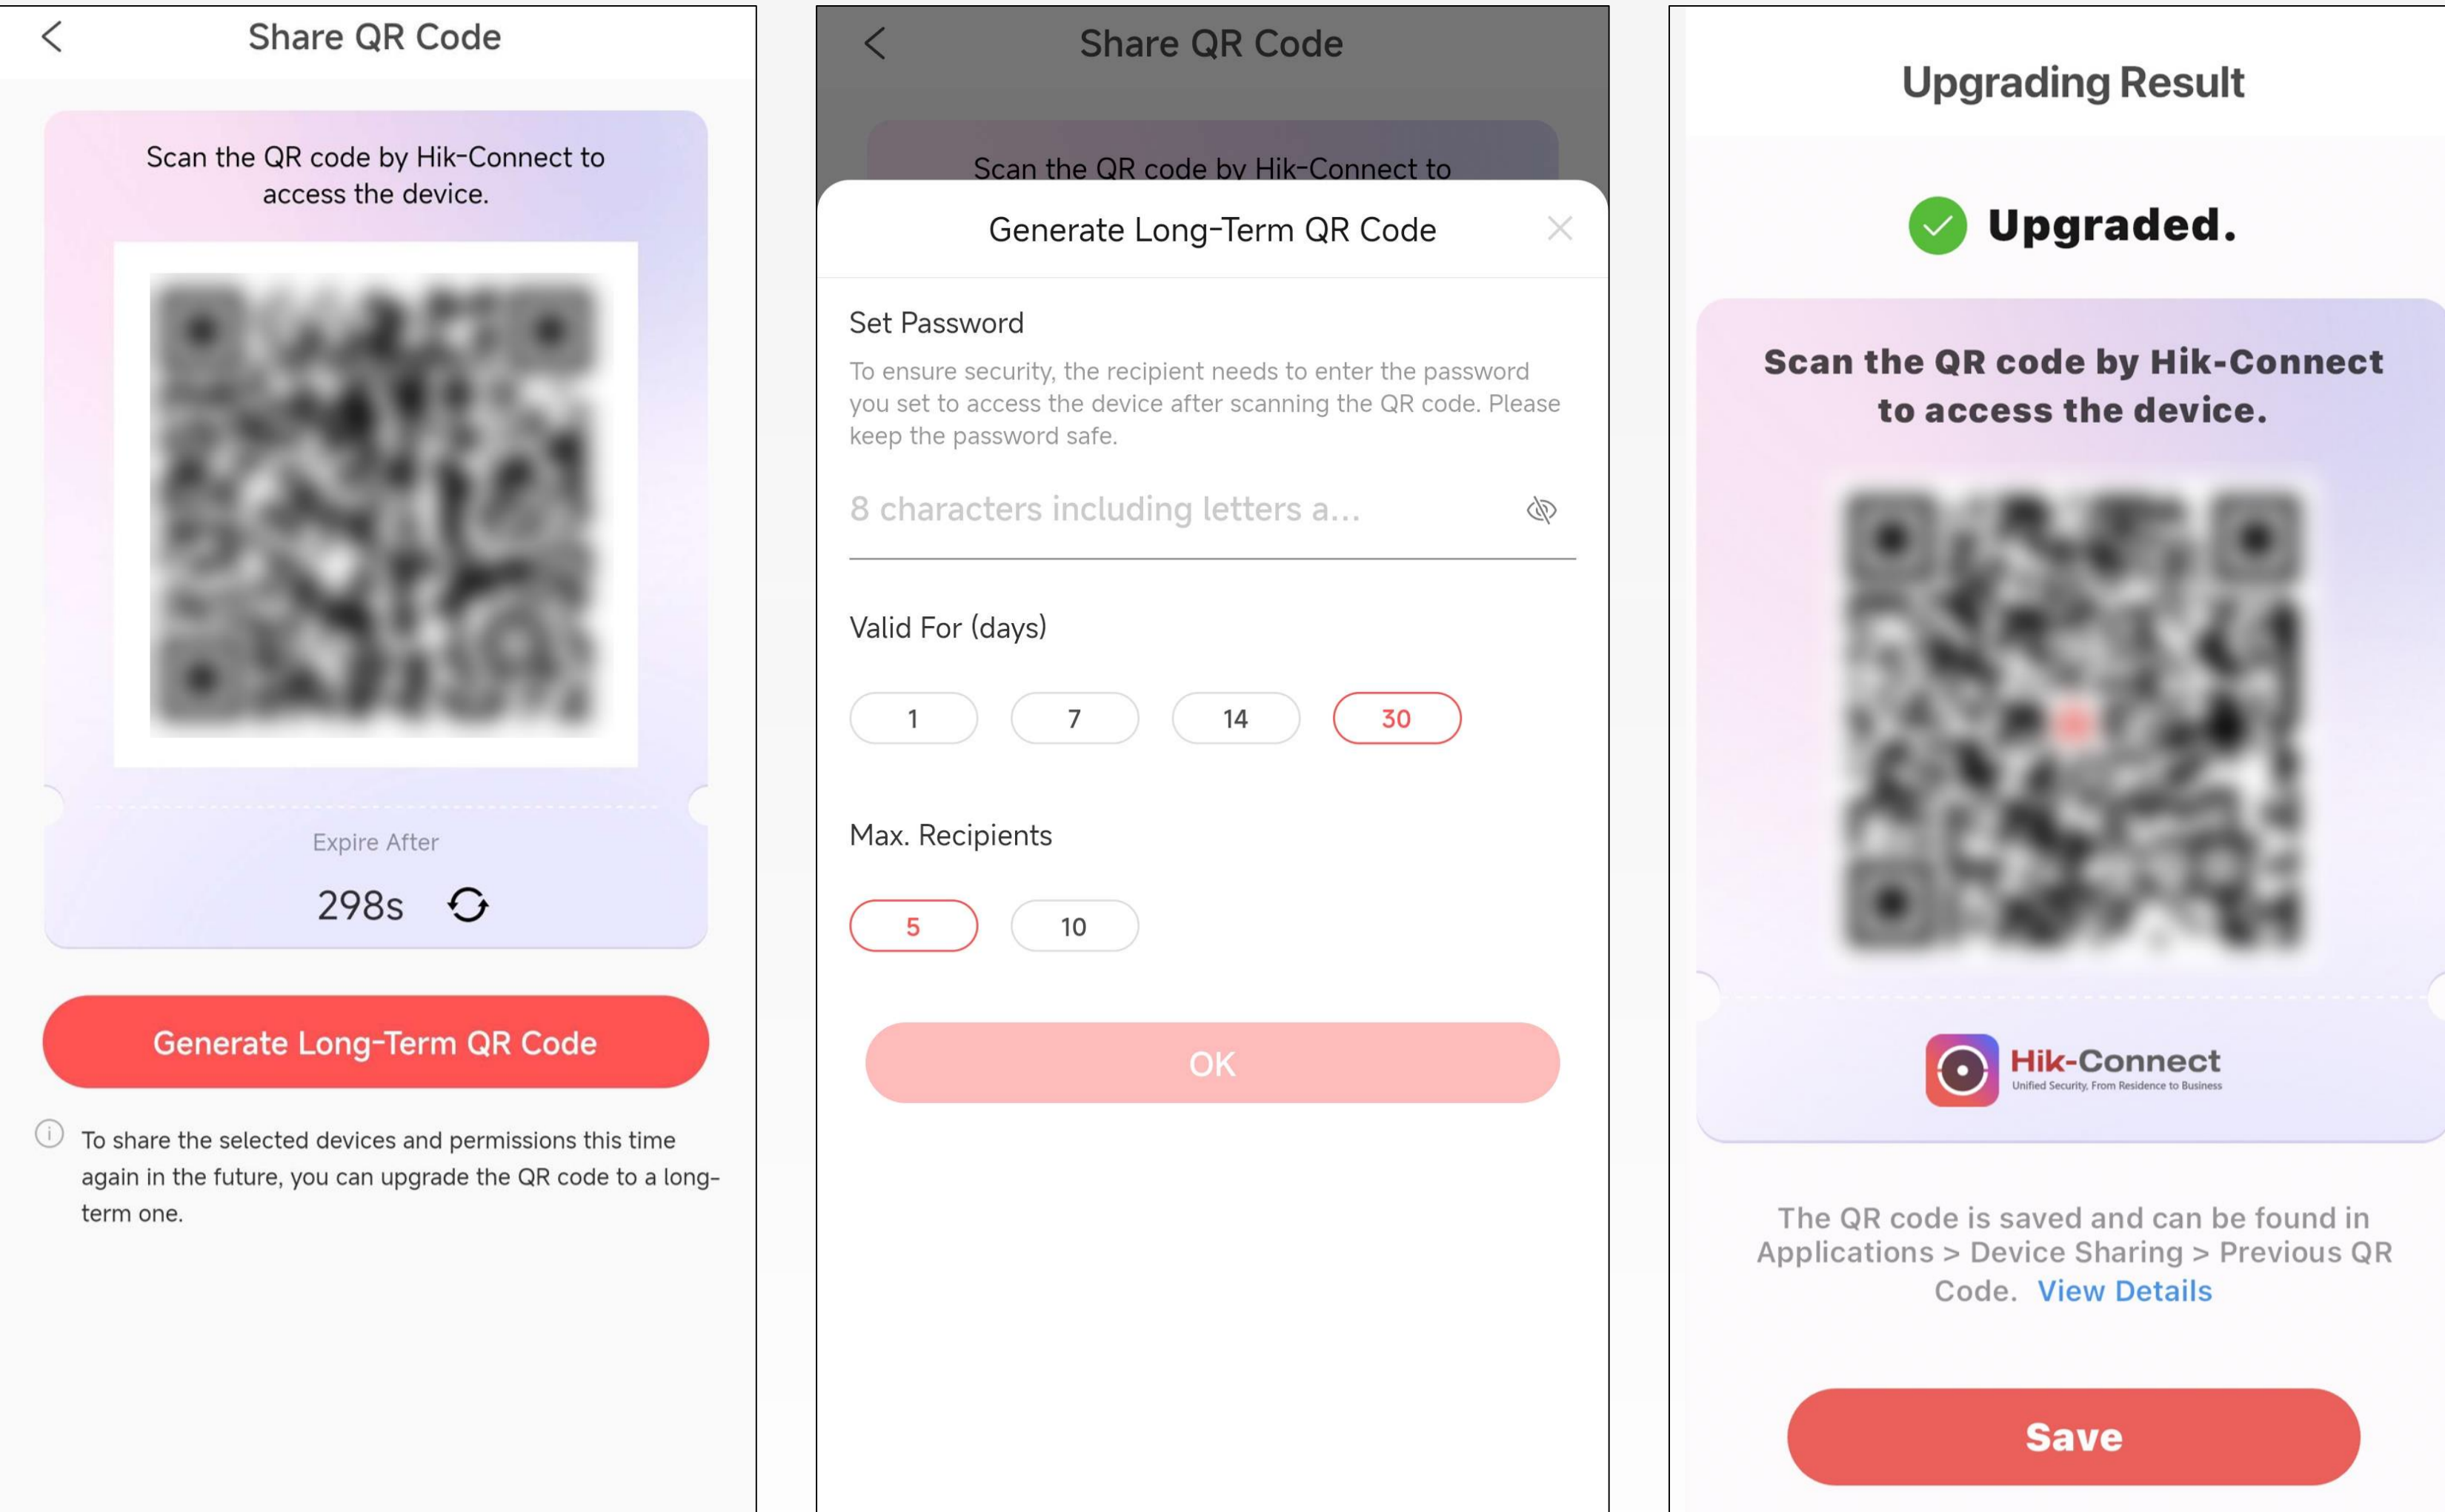 Share QR Code
Scan the QR code by Hik-Connect to
access the device.
Expire After
298s
Generate Long-Term QR Code
To share the selected devices and permissions this time
again in the future, you can upgrade the QR code to a long-
term one.
Share QR Code
Scan the QR code by Hik-Connect to
Generate Long-Term QR Code
Set Password
To ensure security, the recipient needs to enter the password
you set to access the device after scanning the QR code. Please
keep the password safe.
8 characters including letters a...
Valid For (days)
1 7 14 30
Max. Recipients
5 10
OK
Upgrading Result
Upgraded.
Scan the QR code by Hik-Connect
to access the device.
Hik-Connect
Unified Security, From Residence to Business
The QR code is saved and can be found in
Applications > Device Sharing > Previous QR
Code. View Details
Save